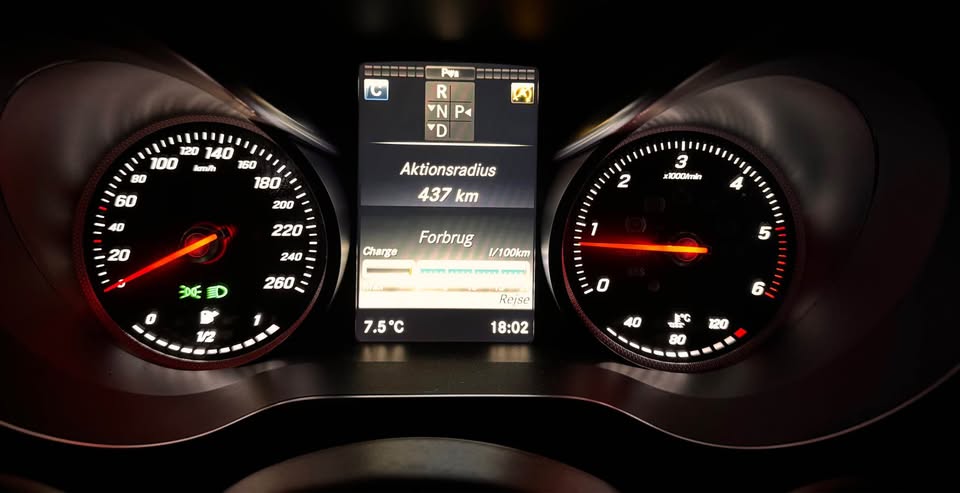 120 140
100 160
km/h
80 180
60 200
40 220
20 240
0 260
0 1
1/2
C
R
N P
D
Aktionsradius
437 km
Forbrug
Charge l/100km
Rejse
7.5°C 18:02
3
x1000/min
2 4
1 5
0 6
°C
40 120
80